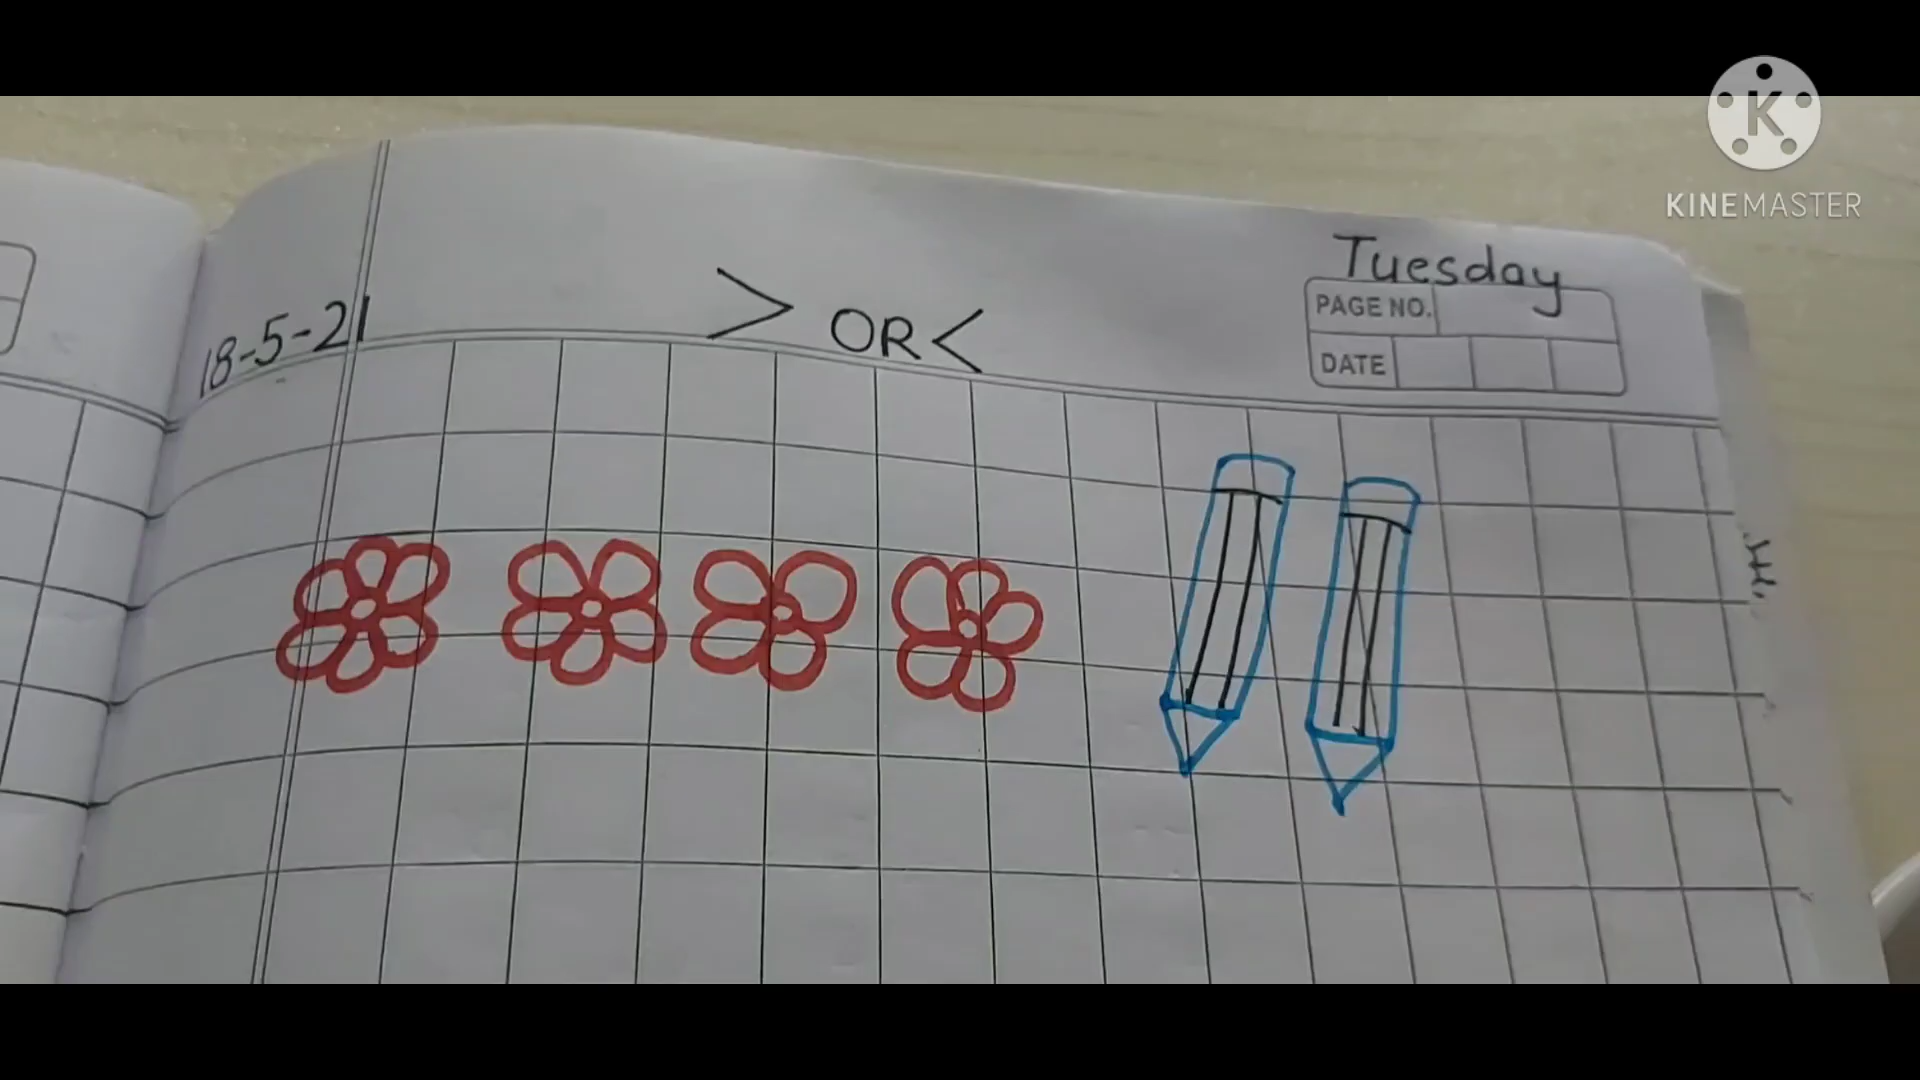 K
KINEMASTER
Tuesday
PAGE NO.
DATE
18-5-21
> OR <